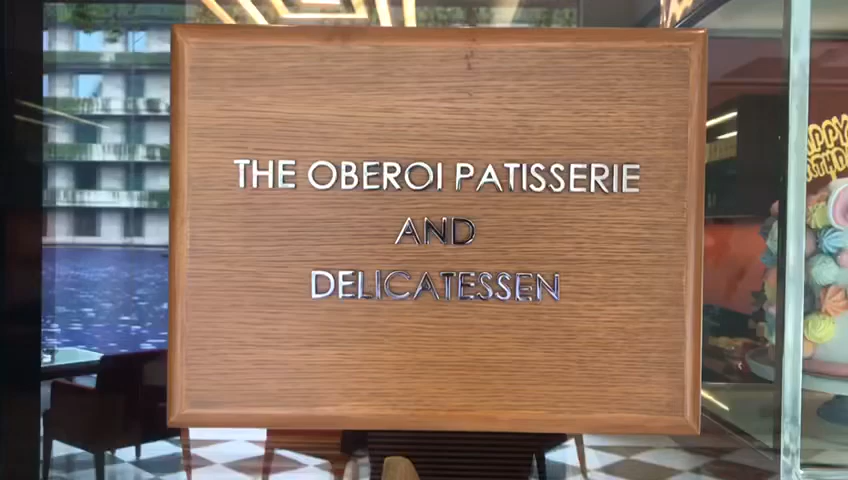 THE OBEROI PATISSERIE
AND
DELICATESSEN